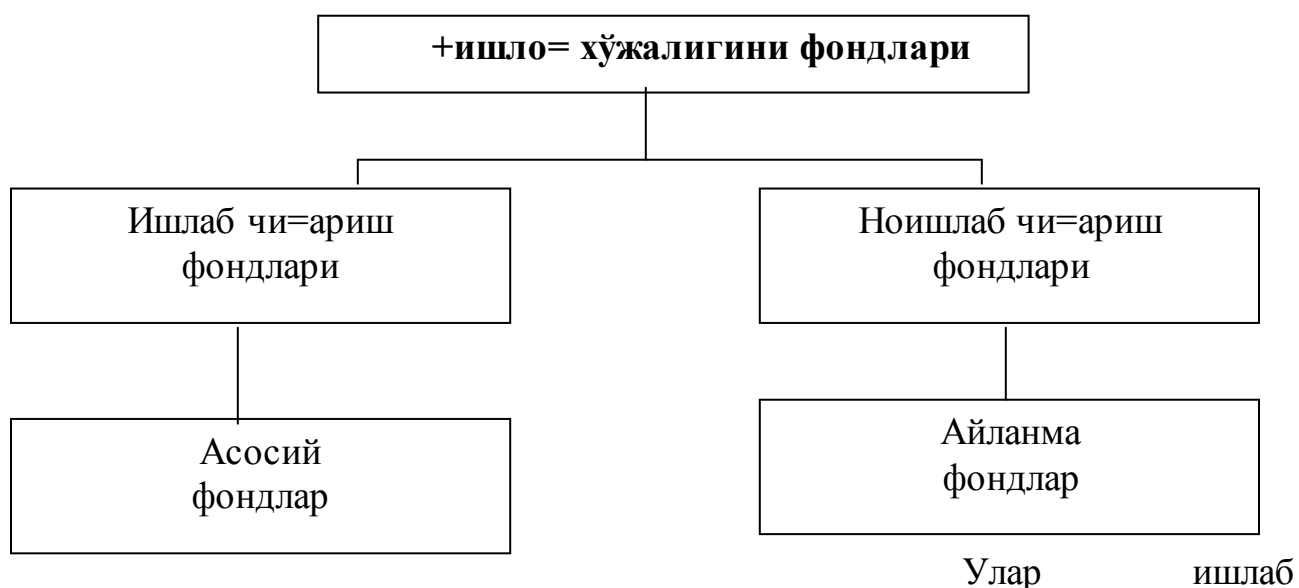 +ишло= хўжалигини фондлари
Ишлаб чи=ариш
фондлари
Ноишлаб чи=ариш
фондлари
Асосий
фондлар
Айланма
фондлар
Улар ишлаб